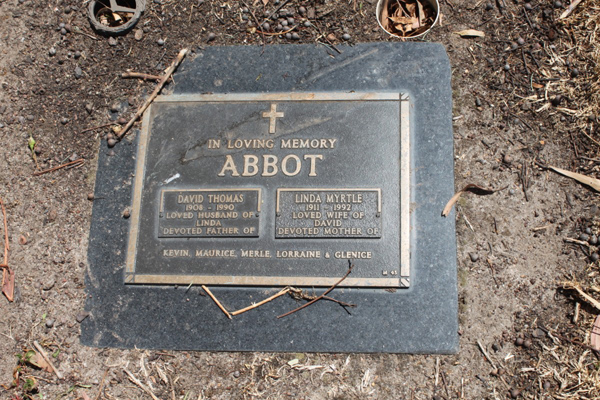 IN LOVING MEMORY
ABBOT
DAVID THOMAS
1908 - 1990
LOVED HUSBAND OF
LINDA
DEVOTED FATHER OF
LINDA MYRTLE
1911 - 1992
LOVED WIFE OF
DAVID
DEVOTED MOTHER OF
KEVIN, MAURICE, MERLE, LORRAINE & GLENICE